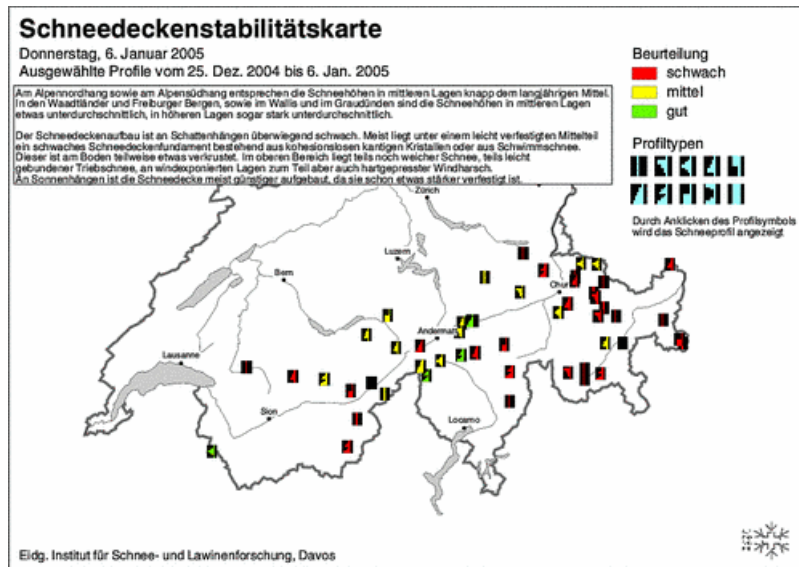 Schneedeckenstabilitätskarte
Donnerstag, 6. Januar 2005
Ausgewählte Profile vom 25. Dez. 2004 bis 6. Jan. 2005
Am Alpennordhang sowie am Alpensüdhang entsprechen die Schneehöhen in mittleren Lagen knapp dem langjährigen Mittel.
In den Waadtländer und Freiburger Bergen, sowie im Wallis und im Graudünden sind die Schneehöhen in mittleren Lagen
etwas unterdurchschnittlich, in höheren Lagen sogar stark unterdurchschnittlich.
Der Schneedeckenaufbau ist an Schattenhängen überwiegend schwach. Meist liegt unter einem leicht verfestigten Mittelteil
ein schwaches Schneedeckenfundament bestehend aus kohesionslosen kantigen Kristallen oder aus Schwimmschnee.
Dieser ist am Boden teilweise etwas verkrustet. Im oberen Bereich liegt teils noch weicher Schnee, teils leicht
gebundener Triebschnee, an windexponierten Lagen zum Teil aber auch hartgepresster Windharsch.
An Sonnenhängen ist die Schneedecke meist günstiger aufgebaut, da sie schon etwas stärker verfestigt ist.
Beurteilung
schwach
mittel
gut
Profiltypen
Durch Anklicken des Profilsymbols
wird das Schneeprofil angezeigt
Zürich
Luzern
Bern
Chur
Andermatt
Lausanne
Sion
Locarno
Eidg. Institut für Schnee- und Lawinenforschung, Davos